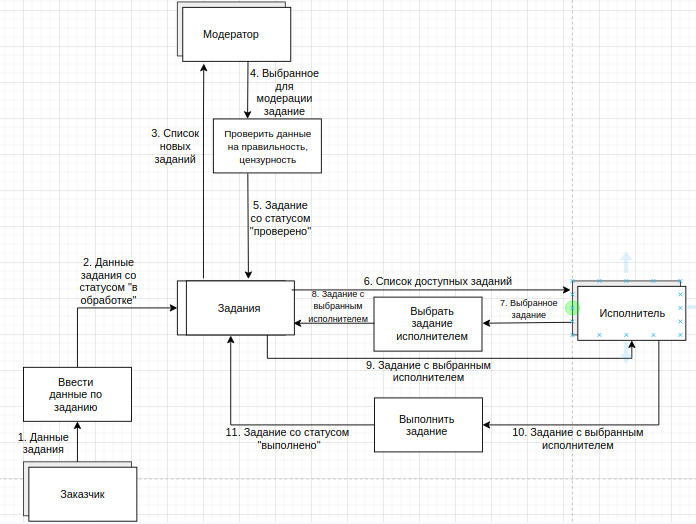 Модератор
4. Выбранное
для
модерации
задание
3. Список
новых
заданий
Проверить данные
на правильность,
цензурность
5. Задание
со статусом
"проверено"
2. Данные
задания со
статусом "в
обработке"
6. Список доступных заданий
Задания
8. Задание с
выбранным
исполнителем
Выбрать
задание
исполнителем
7. Выбранное
задание
Исполнитель
9. Задание с выбранным
исполнителем
Ввести
данные по
заданию
Выполнить
задание
11. Задание со статусом
"выполнено"
10. Задание с выбранным
исполнителем
1. Данные
задания
Заказчик